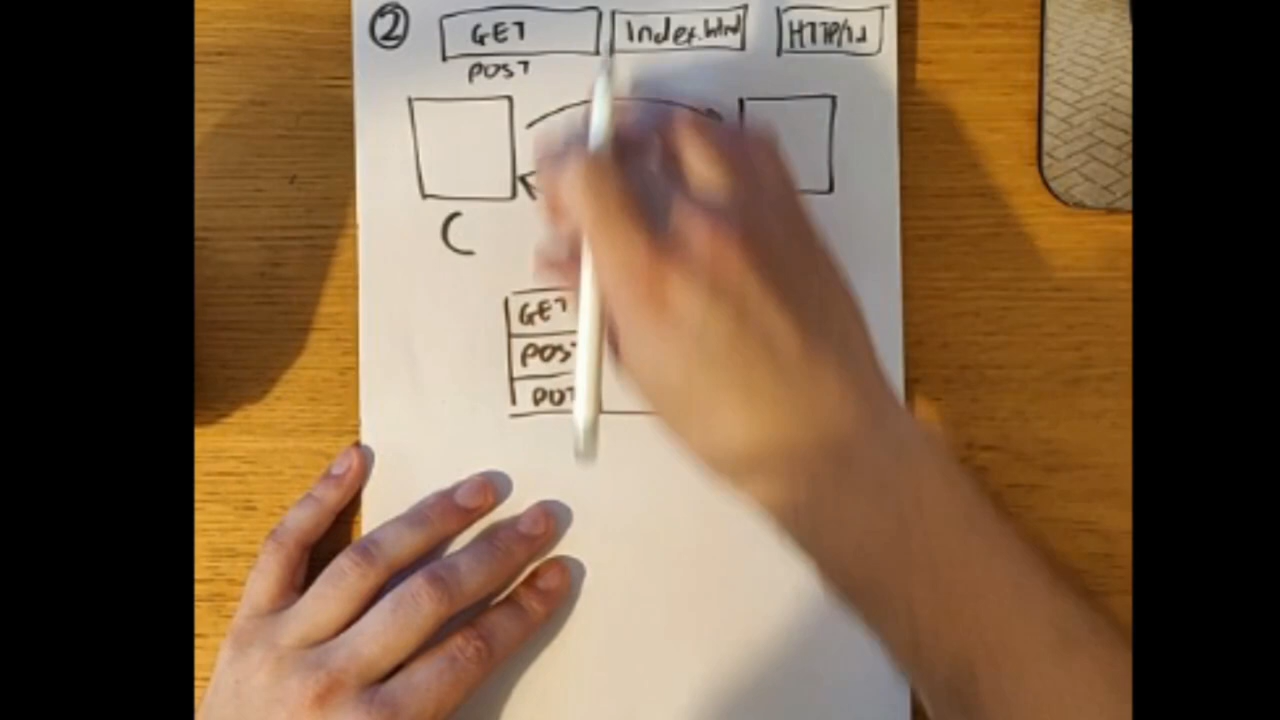 ② GET Index.html HTTP/1.1
POST
C
GET
POST
PUT